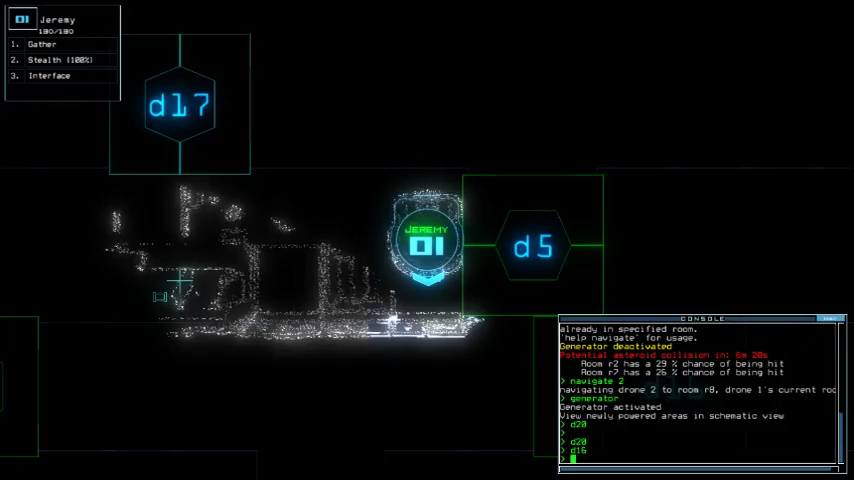 01 Jeremy
190/190
1. Gather
2. Stealth (100%)
3. Interface
d17
JEREMY
01
d5
CONSOLE
already in specified room.
'help navigate' for usage.
Generator deactivated
Potential asteroid collision in: 6m 20s
Room r2 has a 29 % chance of being hit
Room r7 has a 26 % chance of being hit
> navigate 2
navigating drone 2 to room r8, drone 1's current roo
> generator
Generator activated
View newly powered areas in schematic view
> d20
>
> d20
> d16
>